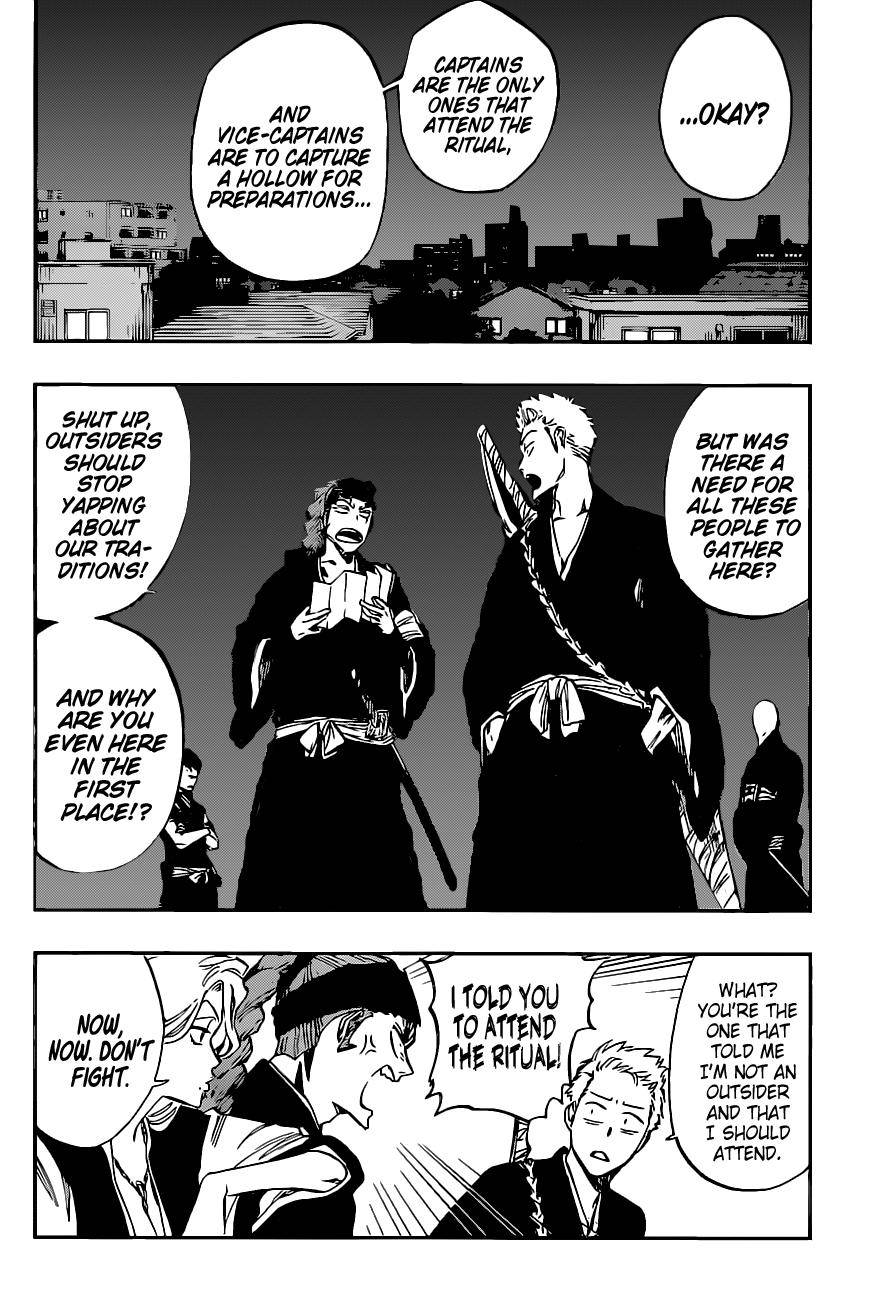 ...OKAY?
CAPTAINS
ARE THE ONLY
ONES THAT
ATTEND THE
RITUAL,
AND
VICE-CAPTAINS
ARE TO CAPTURE
A HOLLOW FOR
PREPARATIONS...
BUT WAS
THERE A
NEED FOR
ALL THESE
PEOPLE TO
GATHER
HERE?
SHUT UP,
OUTSIDERS
SHOULD
STOP
YAPPING
ABOUT
OUR TRA-
DITIONS!
AND WHY
ARE YOU
EVEN HERE
IN THE
FIRST
PLACE!?
WHAT?
YOU'RE THE
ONE THAT
TOLD ME
I'M NOT AN
OUTSIDER
AND THAT
I SHOULD
ATTEND.
I TOLD YOU
TO ATTEND
THE RITUAL!
NOW,
NOW. DON'T
FIGHT.